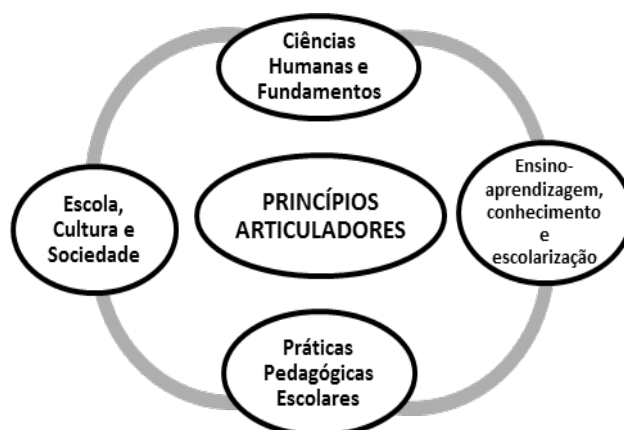 Ciências
Humanas e
Fundamentos
Escola,
Cultura e
Sociedade
PRINCÍPIOS
ARTICULADORES
Ensino-
aprendizagem,
conhecimento
e
escolarização
Práticas
Pedagógicas
Escolares